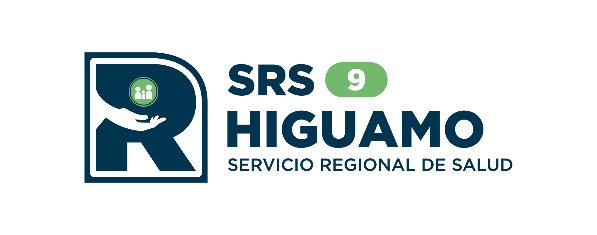 R
SRS 9
HIGUAMO
SERVICIO REGIONAL DE SALUD